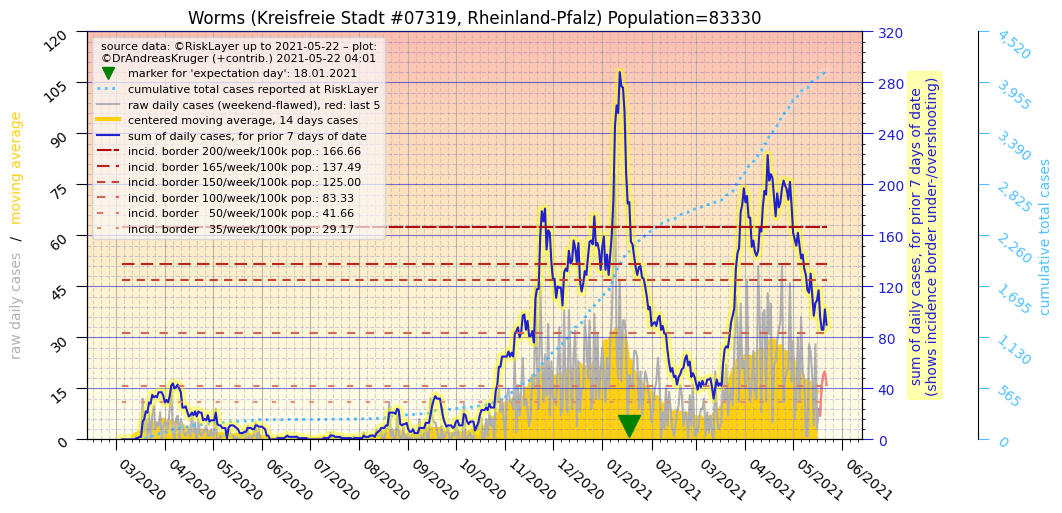 Worms (Kreisfreie Stadt #07319, Rheinland-Pfalz) Population=83330
source data: ©RiskLayer up to 2021-05-22 – plot:
©DrAndreasKruger (+contrib.) 2021-05-22 04:01
marker for 'expectation day': 18.01.2021
cumulative total cases reported at RiskLayer
raw daily cases (weekend-flawed), red: last 5
centered moving average, 14 days cases
sum of daily cases, for prior 7 days of date
incid. border 200/week/100k pop.: 166.66
incid. border 165/week/100k pop.: 137.49
incid. border 150/week/100k pop.: 125.00
incid. border 100/week/100k pop.: 83.33
incid. border   50/week/100k pop.: 41.66
incid. border   35/week/100k pop.: 29.17
raw daily cases   /   moving average
120
105
90
75
60
45
30
15
0
03/2020
04/2020
05/2020
06/2020
07/2020
08/2020
09/2020
10/2020
11/2020
12/2020
01/2021
02/2021
03/2021
04/2021
05/2021
06/2021
320
280
240
200
160
120
80
40
0
sum of daily cases, for prior 7 days of date
(shows incidence border under-/overshooting)
4,520
3,955
3,390
2,825
2,260
1,695
1,130
565
0
cumulative total cases